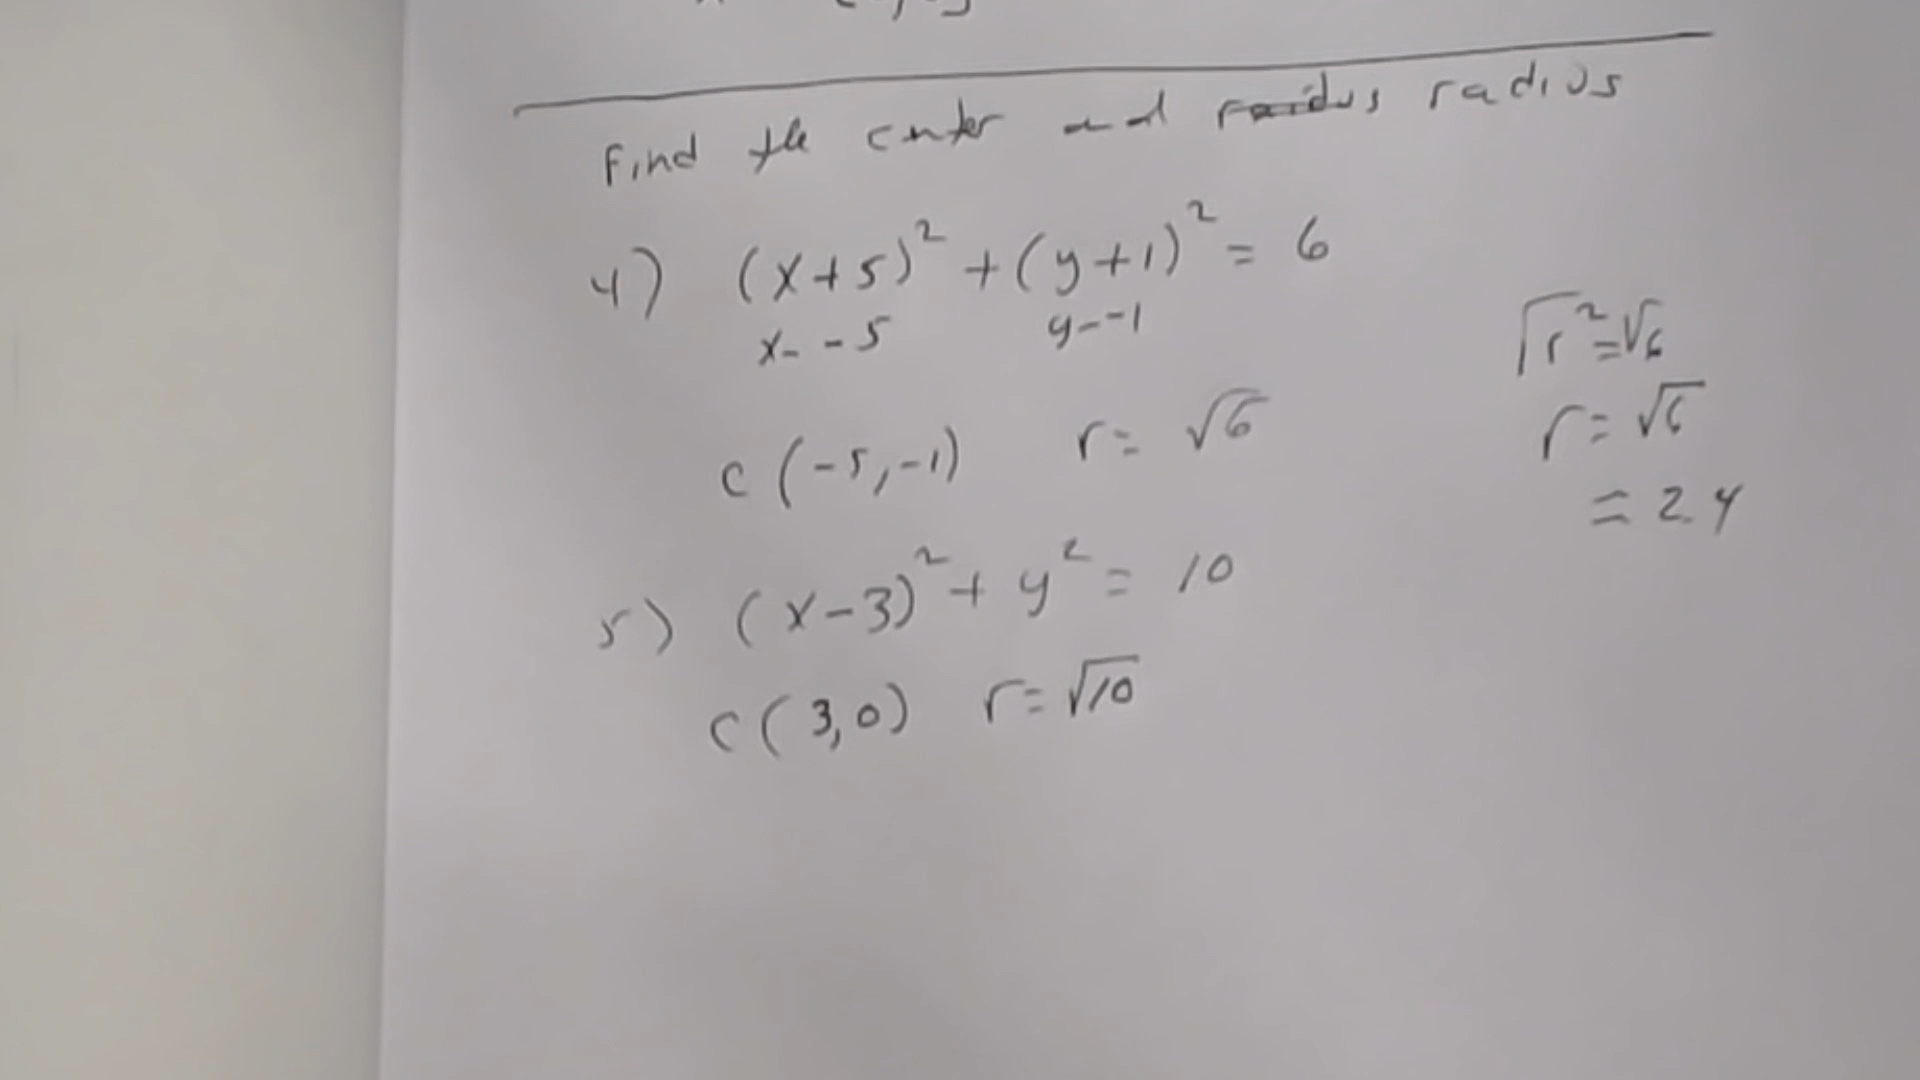 Find the center and raidus radius
4) (x+5)² + (y+1)² = 6
x- -5 y--1
√r² = √6
c (-5,-1) r= √6
r= √6
= 2.4
5) (x-3)² + y² = 10
c(3,0) r= √10